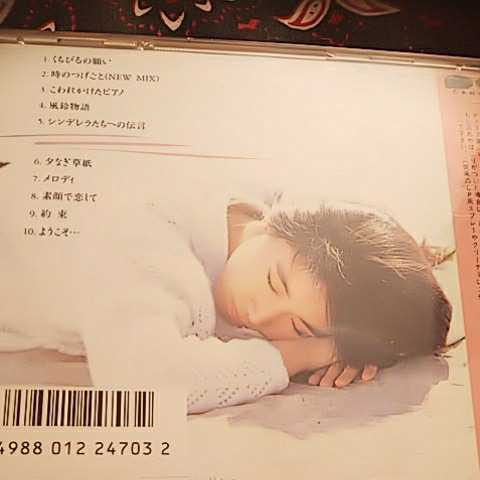 1. くちびるの願い
2. 時のつげごと(NEW MIX)
3. こわれかけたピアノ
4. 風鈴物語
5. シンデレラたちへの伝言
6. 夕なぎ草紙
7. メロディ
8. 素顔で恋して
9. 約束
10. ようこそ…
4988 012 24703 2